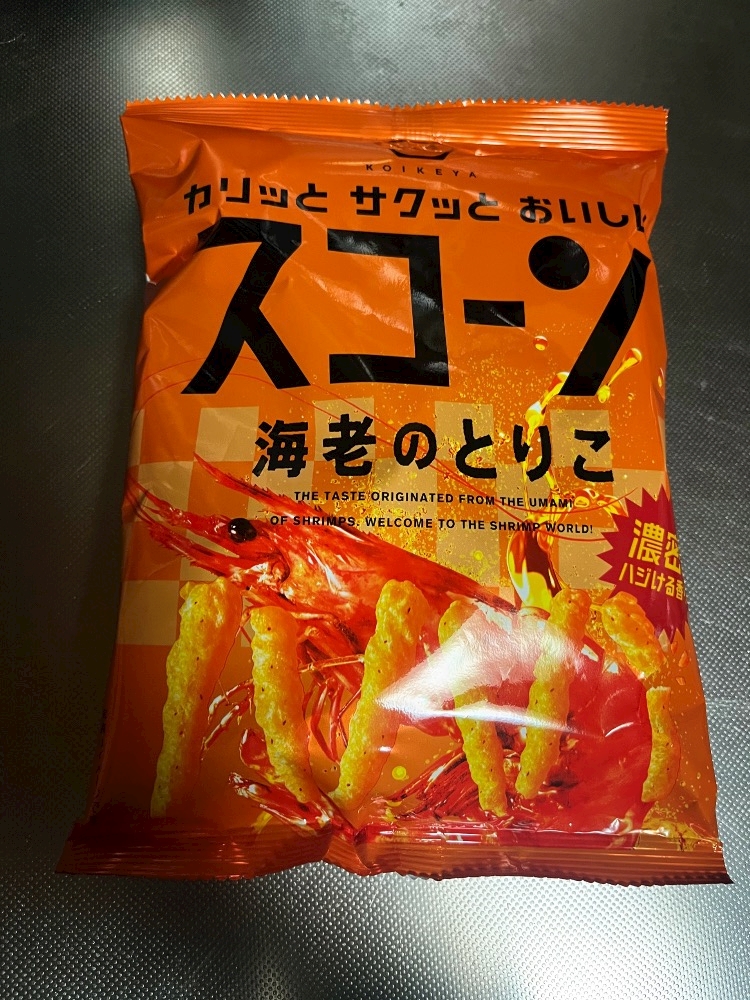 KOIKEYA
カリッと サクッと おいしい
スコーン
海老のとりこ
THE TASTE ORIGINATED FROM THE UMAMI
OF SHRIMPS. WELCOME TO THE SHRIMP WORLD!
濃密
ハジける香